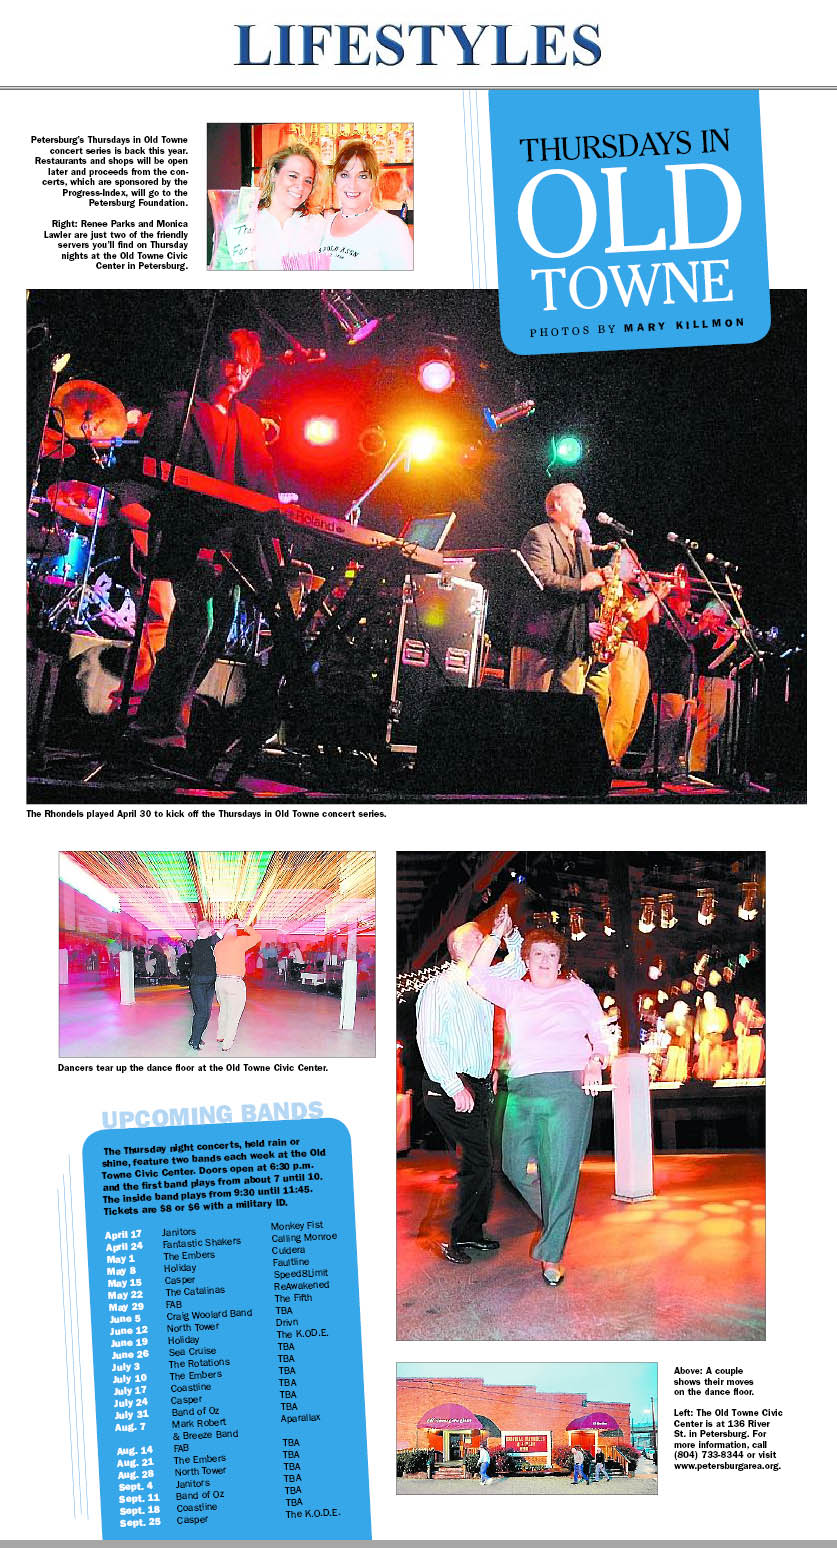 LIFESTYLES
Petersburg's Thursdays in Old Towne
concert series is back this year.
Restaurants and shops will be open
later and proceeds from the con-
certs, which are sponsored by the
Progress-Index, will go to the
Petersburg Foundation.
Right: Renee Parks and Monica
Lawler are just two of the friendly
servers you'll find on Thursday
nights at the Old Towne Civic
Center in Petersburg.
THURSDAYS IN
OLD
TOWNE
PHOTOS BY MARY KILLMON
Roland
The Rhondels played April 30 to kick off the Thursdays in Old Towne concert series.
Dancers tear up the dance floor at the Old Towne Civic Center.
UPCOMING BANDS
The Thursday night concerts, held rain or
shine, feature two bands each week at the Old
Towne Civic Center. Doors open at 6:30 p.m.
and the first band plays from about 7 until 10.
The inside band plays from 9:30 until 11:45.
Tickets are $8 or $6 with a military ID.
April 17 Janitors Monkey Fist
April 24 Fantastic Shakers Calling Monroe
May 1 The Embers Culdera
May 8 Holiday Faultline
May 15 Casper Speed8Limit
May 22 The Catalinas ReAwakened
May 29 FAB The Fifth
June 5 Craig Woolard Band TBA
June 12 North Tower Drivn
June 19 Holiday The K.OD.E.
June 26 Sea Cruise TBA
July 3 The Rotations TBA
July 10 The Embers TBA
July 17 Coastline TBA
July 24 Casper TBA
July 31 Band of Oz TBA
Aug. 7 Mark Robert Aparallax
& Breeze Band
Aug. 14 FAB TBA
Aug. 21 The Embers TBA
Aug. 28 North Tower TBA
Sept. 4 Janitors TBA
Sept. 11 Band of Oz TBA
Sept. 18 Coastline TBA
Sept. 25 Casper The K.O.D.E.
Above: A couple
shows their moves
on the dance floor.
Left: The Old Towne Civic
Center is at 136 River
St. in Petersburg. For
more information, call
(804) 733-8344 or visit
www.petersburgarea.org.